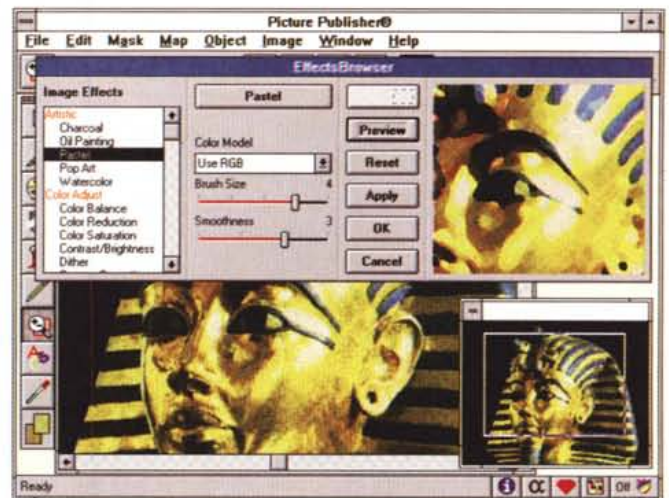 Picture Publisher®
File Edit Mask Map Object Image Window Help
EffectsBrowser
Image Effects
Artistic
Charcoal
Oil Painting
Pastel
Pop Art
Watercolor
Color Adjust
Color Balance
Color Reduction
Color Saturation
Contrast/Brightness
Dither
Pastel
Color Model
Use RGB
Brush Size 4
Smoothness 3
Preview
Reset
Apply
OK
Cancel
Ready
Off